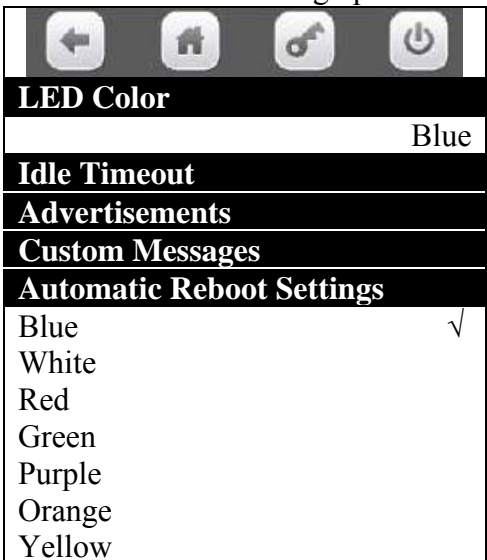 LED Color
Blue
Idle Timeout
Advertisements
Custom Messages
Automatic Reboot Settings
Blue √
White
Red
Green
Purple
Orange
Yellow